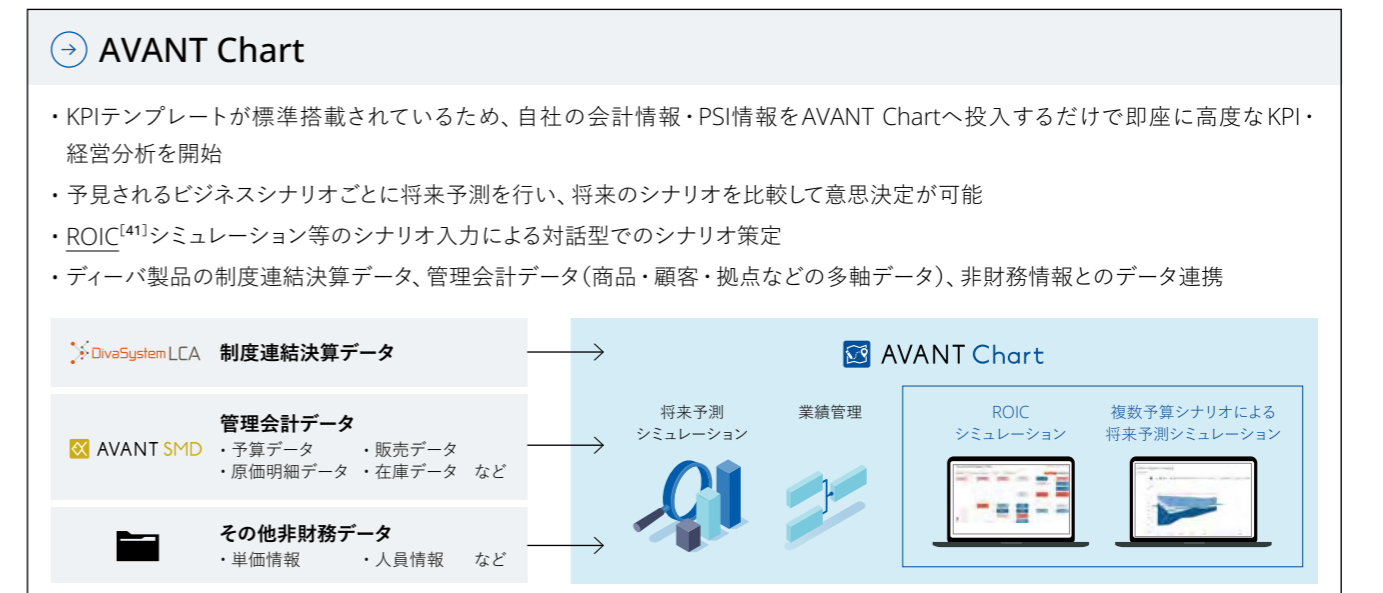 AVANT Chart
・KPIテンプレートが標準搭載されているため、自社の会計情報・PSI情報をAVANT Chartへ投入するだけで即座に高度なKPI・
経営分析を開始
・予見されるビジネスシナリオごとに将来予測を行い、将来のシナリオを比較して意思決定が可能
・ROIC[41]シミュレーション等のシナリオ入力による対話型でのシナリオ策定
・ディーバ製品の制度連結決算データ、管理会計データ(商品・顧客・拠点などの多軸データ)、非財務情報とのデータ連携
DivaSystem LCA 制度連結決算データ
AVANT SMD
管理会計データ
・予算データ ・販売データ
・原価明細データ ・在庫データ など
その他非財務データ
・単価情報 ・人員情報 など
AVANT Chart
将来予測
シミュレーション
業績管理
ROIC
シミュレーション
複数予算シナリオによる
将来予測シミュレーション